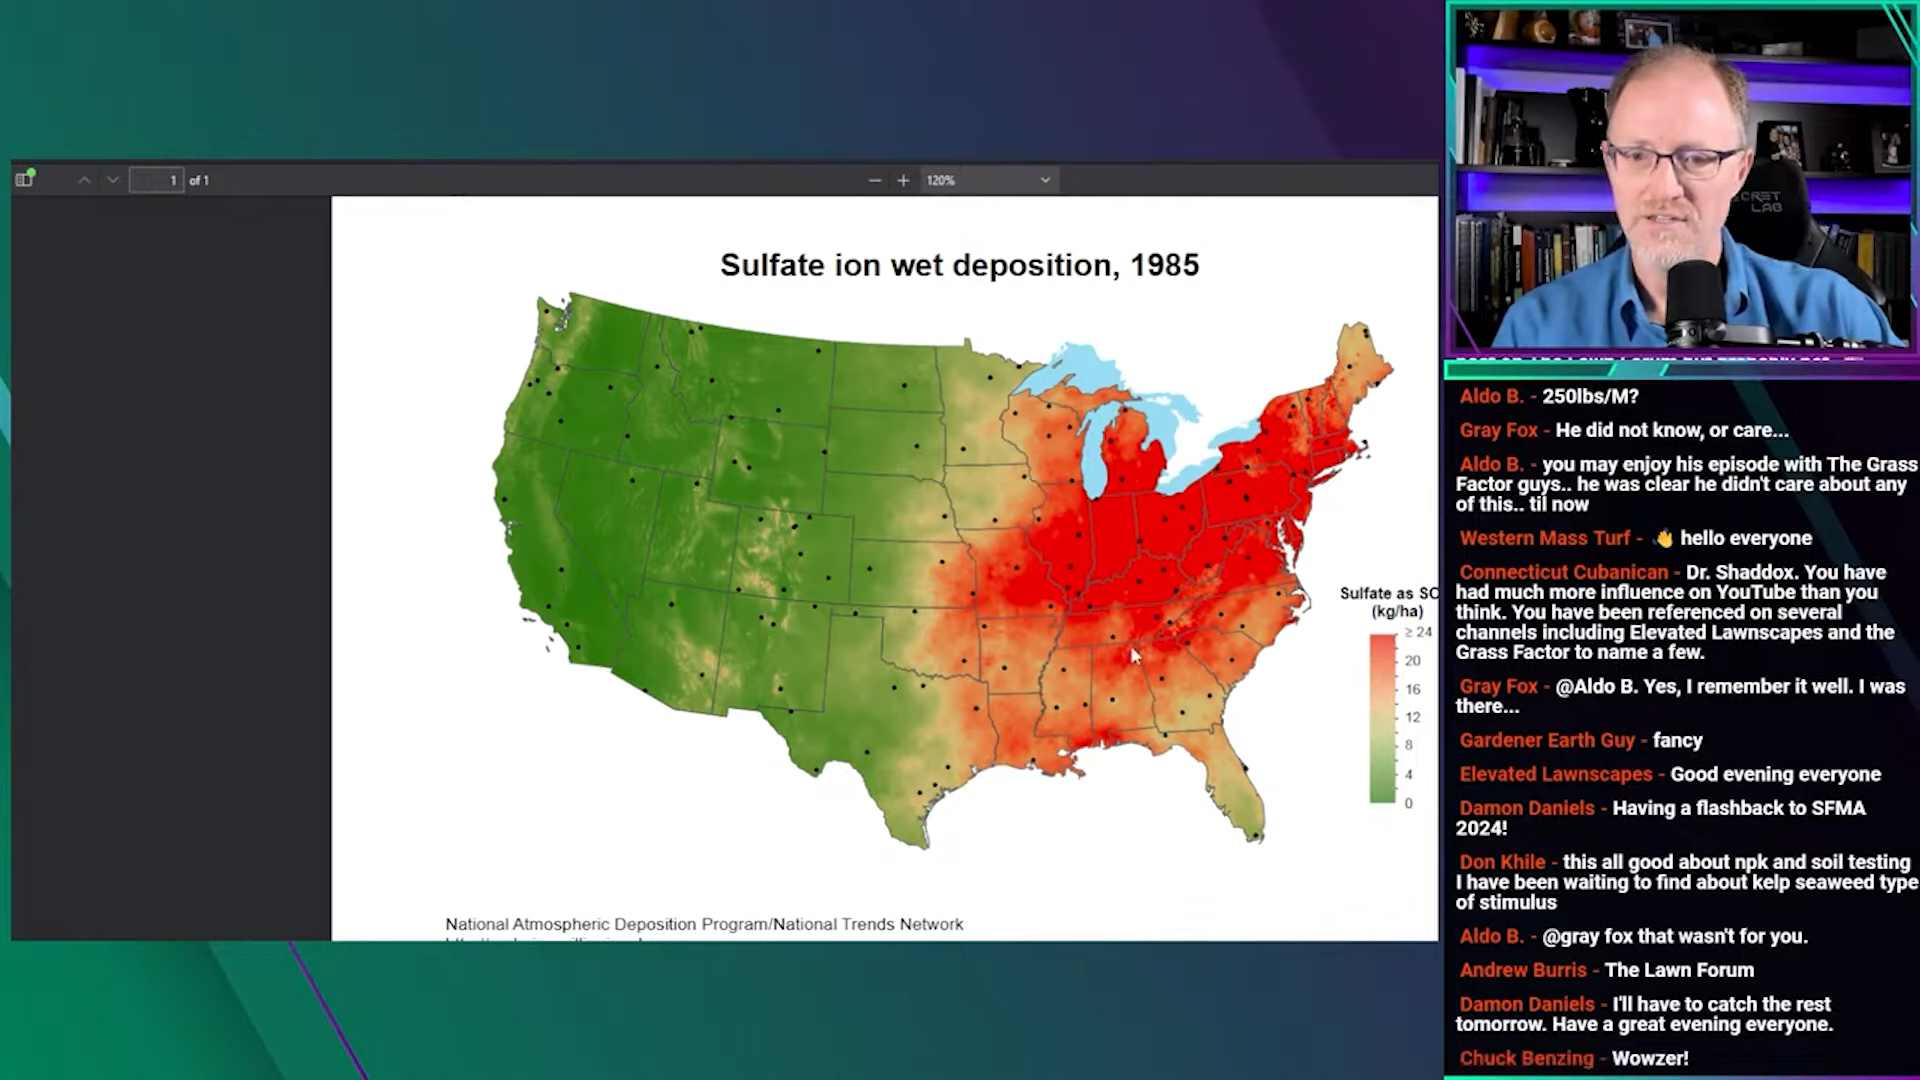 1 of 1
120%
Sulfate ion wet deposition, 1985
Sulfate as SO
(kg/ha)
≥ 24
20
16
12
8
4
0
National Atmospheric Deposition Program/National Trends Network
CRET
LAB
Aldo B. - 250lbs/M?
Gray Fox - He did not know, or care...
Aldo B. - you may enjoy his episode with The Grass
Factor guys.. he was clear he didn't care about any
of this.. til now
Western Mass Turf - 👋 hello everyone
Connecticut Cubanican - Dr. Shaddox. You have
had much more influence on YouTube than you
think. You have been referenced on several
channels including Elevated Lawnscapes and the
Grass Factor to name a few.
Gray Fox - @Aldo B. Yes, I remember it well. I was
there...
Gardener Earth Guy - fancy
Elevated Lawnscapes - Good evening everyone
Damon Daniels - Having a flashback to SFMA
2024!
Don Khile - this all good about npk and soil testing
I have been waiting to find about kelp seaweed type
of stimulus
Aldo B. - @gray fox that wasn't for you.
Andrew Burris - The Lawn Forum
Damon Daniels - I'll have to catch the rest
tomorrow. Have a great evening everyone.
Chuck Benzing - Wowzer!